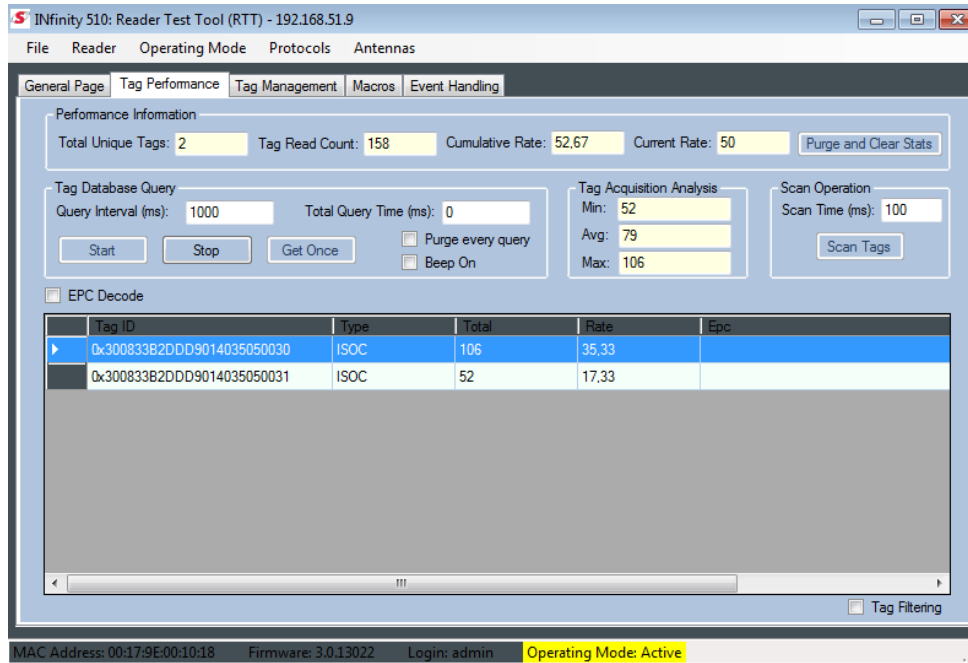 INfinity 510: Reader Test Tool (RTT) - 192.168.51.9
File Reader Operating Mode Protocols Antennas
General Page Tag Performance Tag Management Macros Event Handling
Performance Information
Total Unique Tags: 2 Tag Read Count: 158 Cumulative Rate: 52,67 Current Rate: 50 Purge and Clear Stats
Tag Database Query Tag Acquisition Analysis Scan Operation
Query Interval (ms): 1000 Total Query Time (ms): 0 Min: 52 Scan Time (ms): 100
Start Stop Get Once Purge every query Avg: 79 Scan Tags
Beep On Max: 106
EPC Decode
Tag ID Type Total Rate Epc
0x300833B2DDD9014035050030 ISOC 106 35,33
0x300833B2DDD9014035050031 ISOC 52 17,33
Tag Filtering
MAC Address: 00:17:9E:00:10:18 Firmware: 3.0.13022 Login: admin Operating Mode: Active